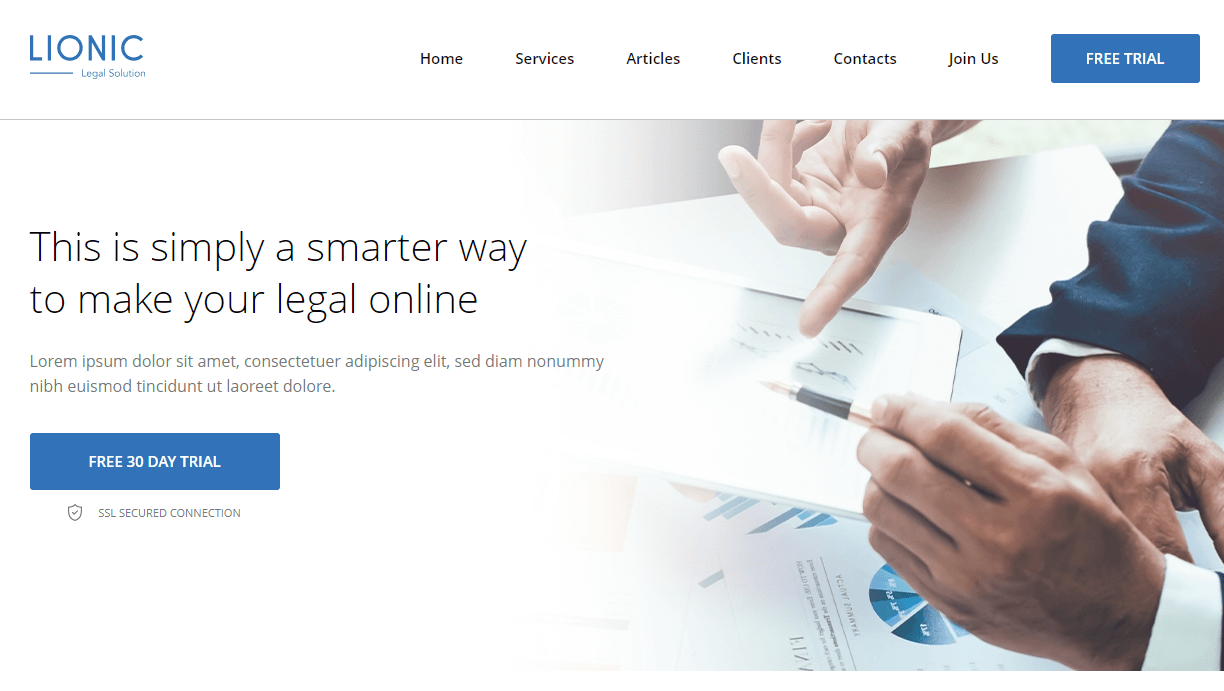 LIONIC
Legal Solution
Home
Services
Articles
Clients
Contacts
Join Us
FREE TRIAL
This is simply a smarter way
to make your legal online
Lorem ipsum dolor sit amet, consectetuer adipiscing elit, sed diam nonummy
nibh euismod tincidunt ut laoreet dolore.
FREE 30 DAY TRIAL
SSL SECURED CONNECTION